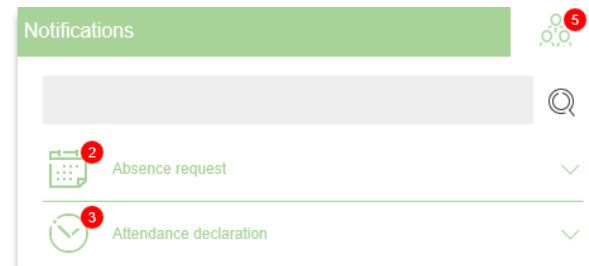 Notifications
5
2
Absence request
3
Attendance declaration